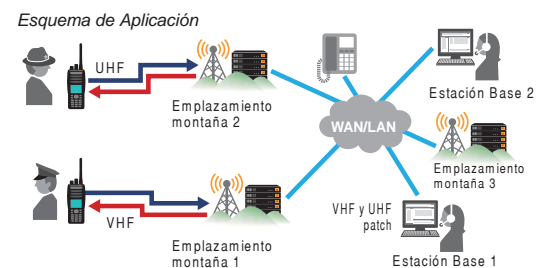 Esquema de Aplicación
UHF
Emplazamiento
montaña 2
Estación Base 2
WAN/LAN
Emplazamiento
montaña 3
VHF
VHF y UHF
patch
Emplazamiento
montaña 1
Estación Base 1